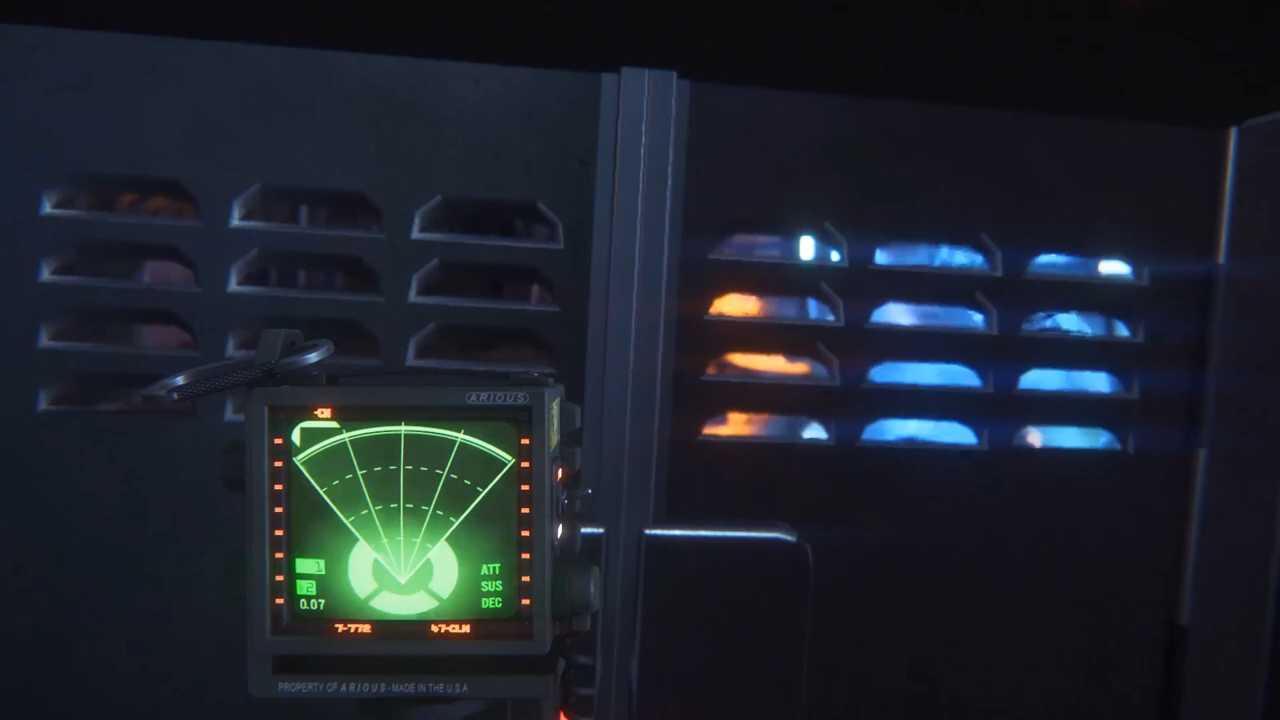 ARIOUS
ATT
SUS
DEC
1
2
0.07
7-772
47-CLN
PROPERTY OF ARIOUS - MADE IN THE U.S.A